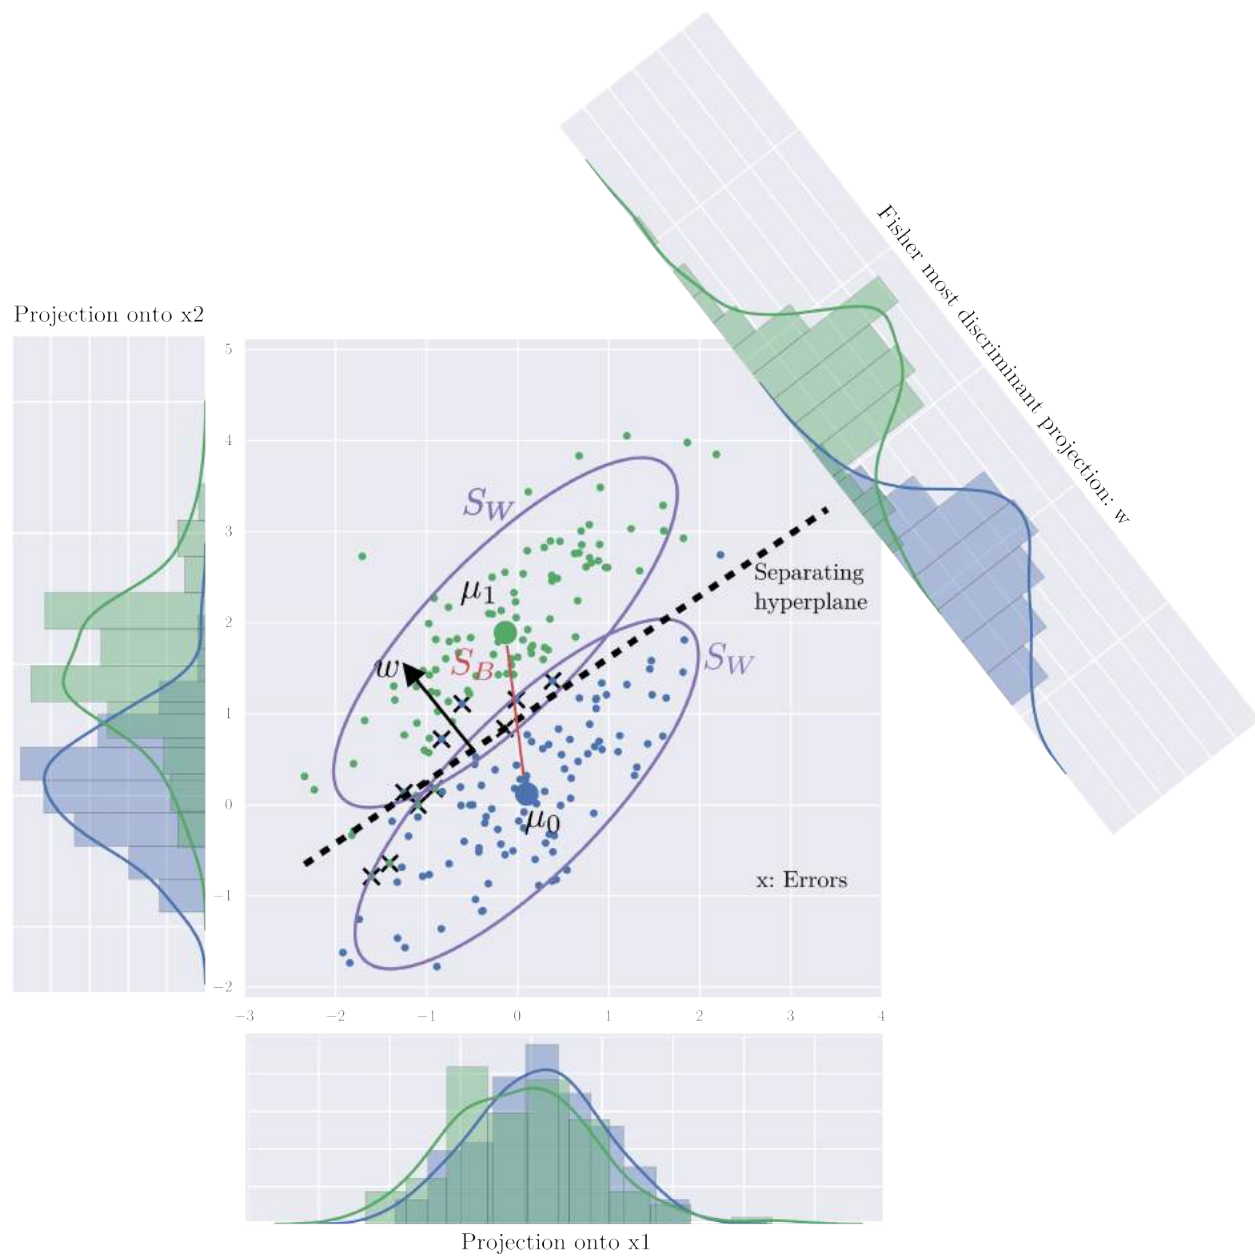 Fisher most discriminant projection: w
Projection onto x2
5
4
3
2
1
0
−1
−2
S_W
μ_1
Separating
hyperplane
w
S_B
S_W
μ_0
x: Errors
−3 −2 −1 0 1 2 3 4
Projection onto x1